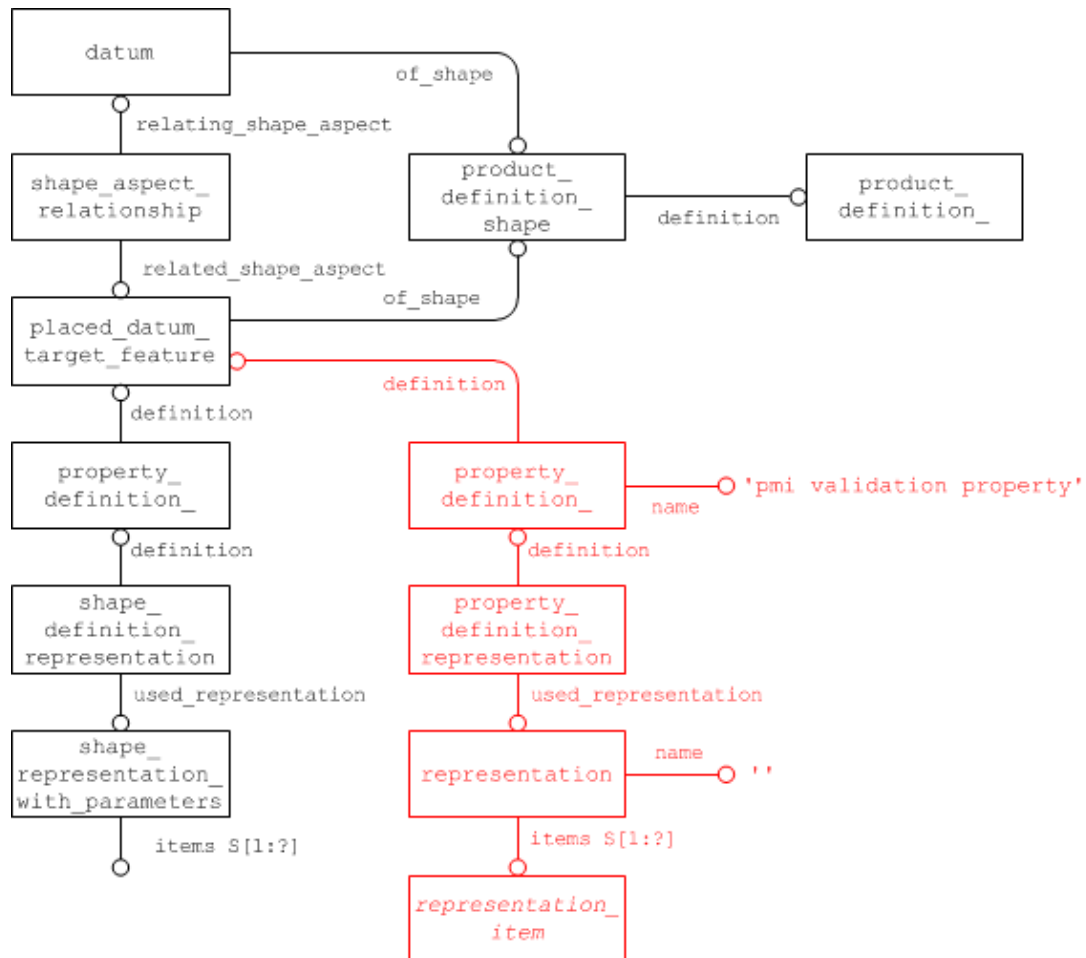 datum
of_shape
relating_shape_aspect
shape_aspect_
relationship
product_
definition_
shape
definition
product_
definition_
related_shape_aspect
of_shape
placed_datum_
target_feature
definition
definition
property_
definition_
property_
definition_
name
'pmi validation property'
definition
definition
shape_
definition_
representation
property_
definition_
representation
used_representation
used_representation
shape_
representation_
with_parameters
representation
name
''
items S[1:?]
items S[1:?]
representation_
item